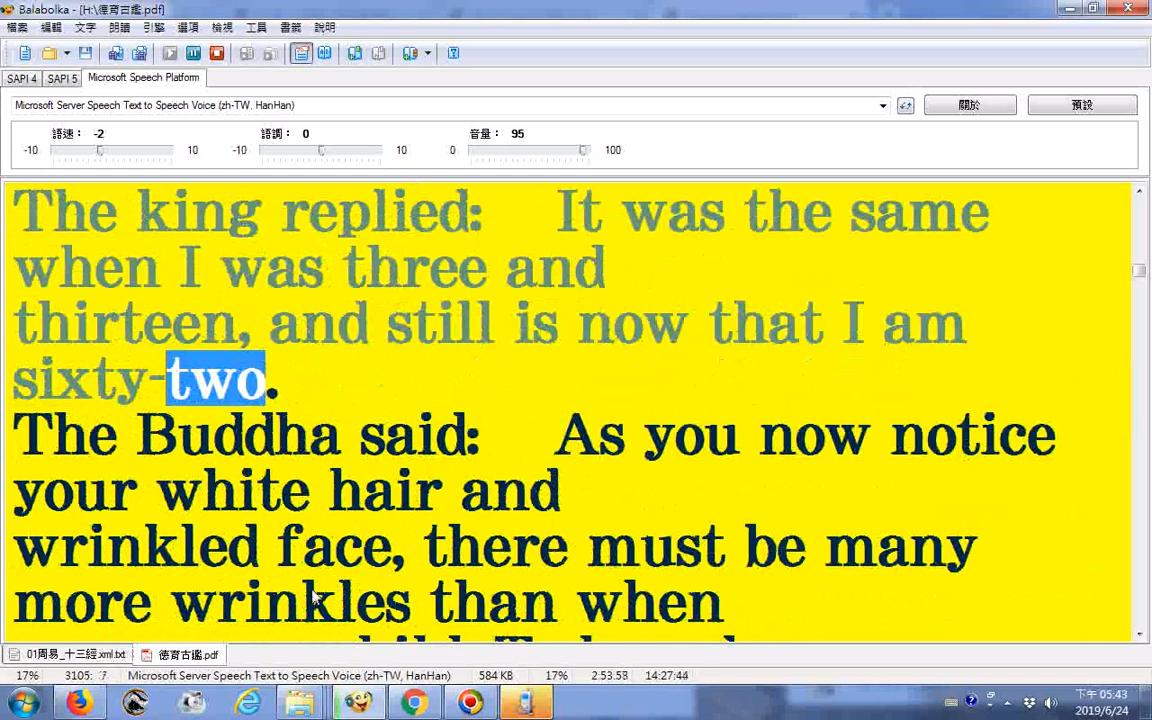 Balabolka - [H:\德育古鑑.pdf]
檔案 編輯 文字 朗讀 引擎 選項 檢視 工具 書籤 說明
SAPI 4 SAPI 5 Microsoft Speech Platform
Microsoft Server Speech Text to Speech Voice (zh-TW, HanHan) 關於 預設
語速: -2 語調: 0 音量: 95
-10 10 -10 10 0 100
The king replied: It was the same
when I was three and
thirteen, and still is now that I am
sixty-two.
The Buddha said: As you now notice
your white hair and
wrinkled face, there must be many
more wrinkles than when
01周易_十三經.xml.txt 德育古鑑.pdf
17% 3105: Microsoft Server Speech Text to Speech Voice (zh-TW, HanHan) 584 KB 17% 2:53:53 14:27:44
下午 05:43
2019/6/24